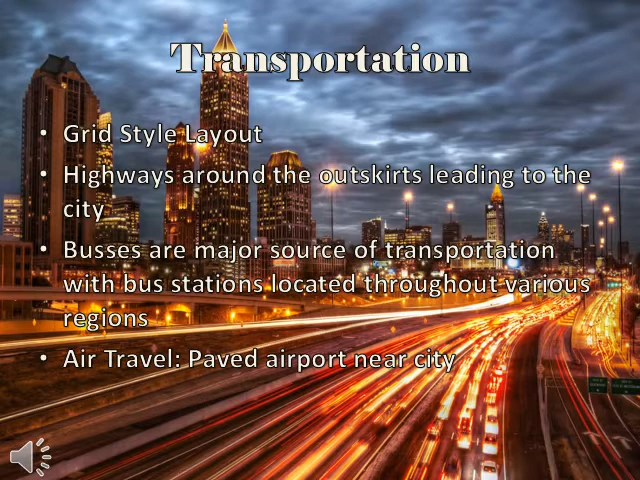 Transportation
• Grid Style Layout
• Highways around the outskirts leading to the
city
• Busses are major source of transportation
with bus stations located throughout various
regions
• Air Travel: Paved airport near city